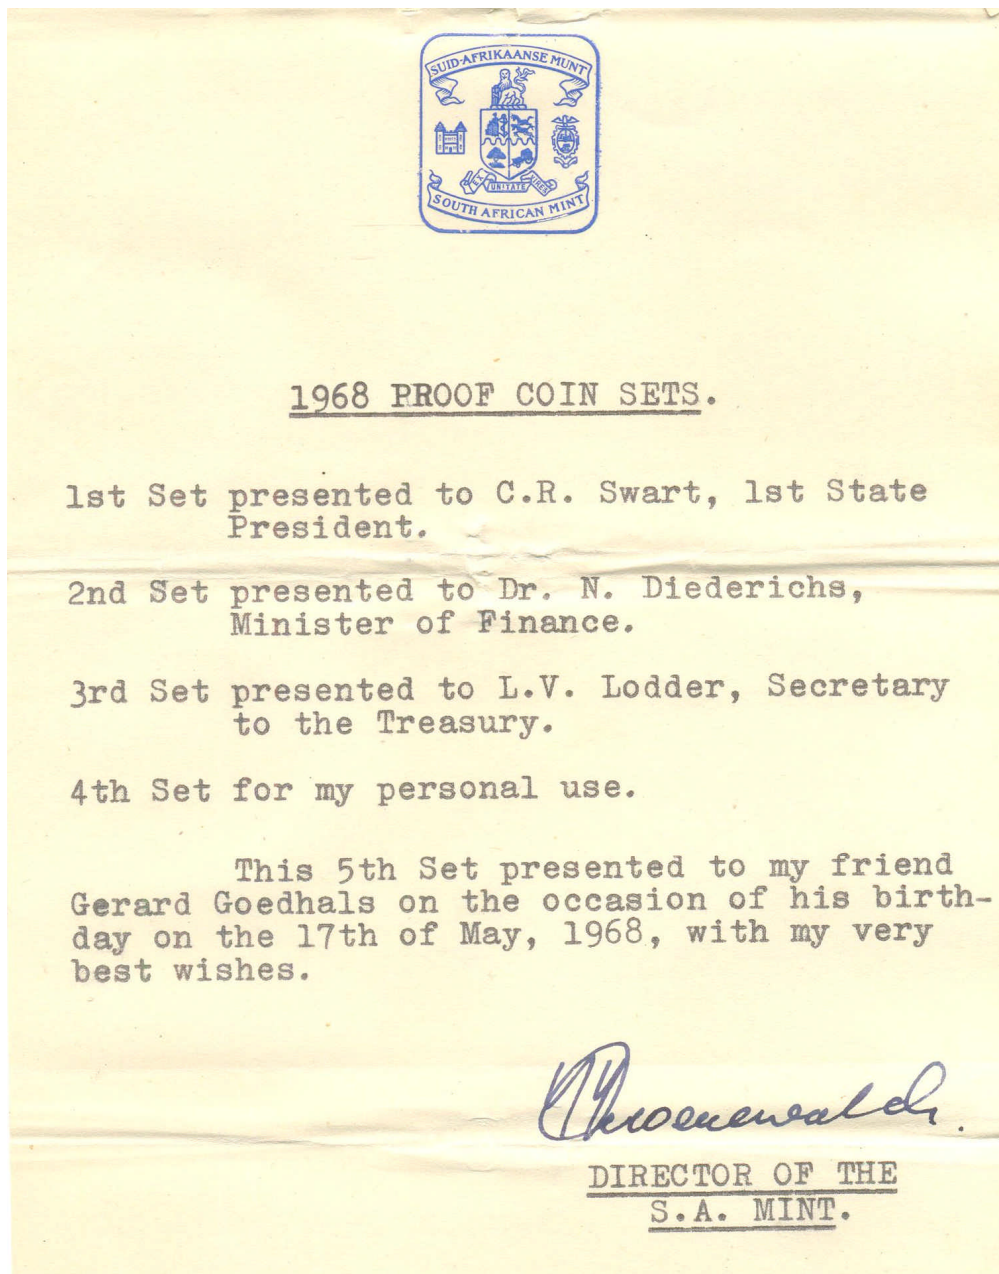 SUID-AFRIKAANSE MUNT
EX UNITATE VIRES
SOUTH AFRICAN MINT
1968 PROOF COIN SETS.
1st Set presented to C.R. Swart, 1st State
President.
2nd Set presented to Dr. N. Diederichs,
Minister of Finance.
3rd Set presented to L.V. Lodder, Secretary
to the Treasury.
4th Set for my personal use.
This 5th Set presented to my friend
Gerard Goedhals on the occasion of his birth-
day on the 17th of May, 1968, with my very
best wishes.
DIRECTOR OF THE
S.A. MINT.